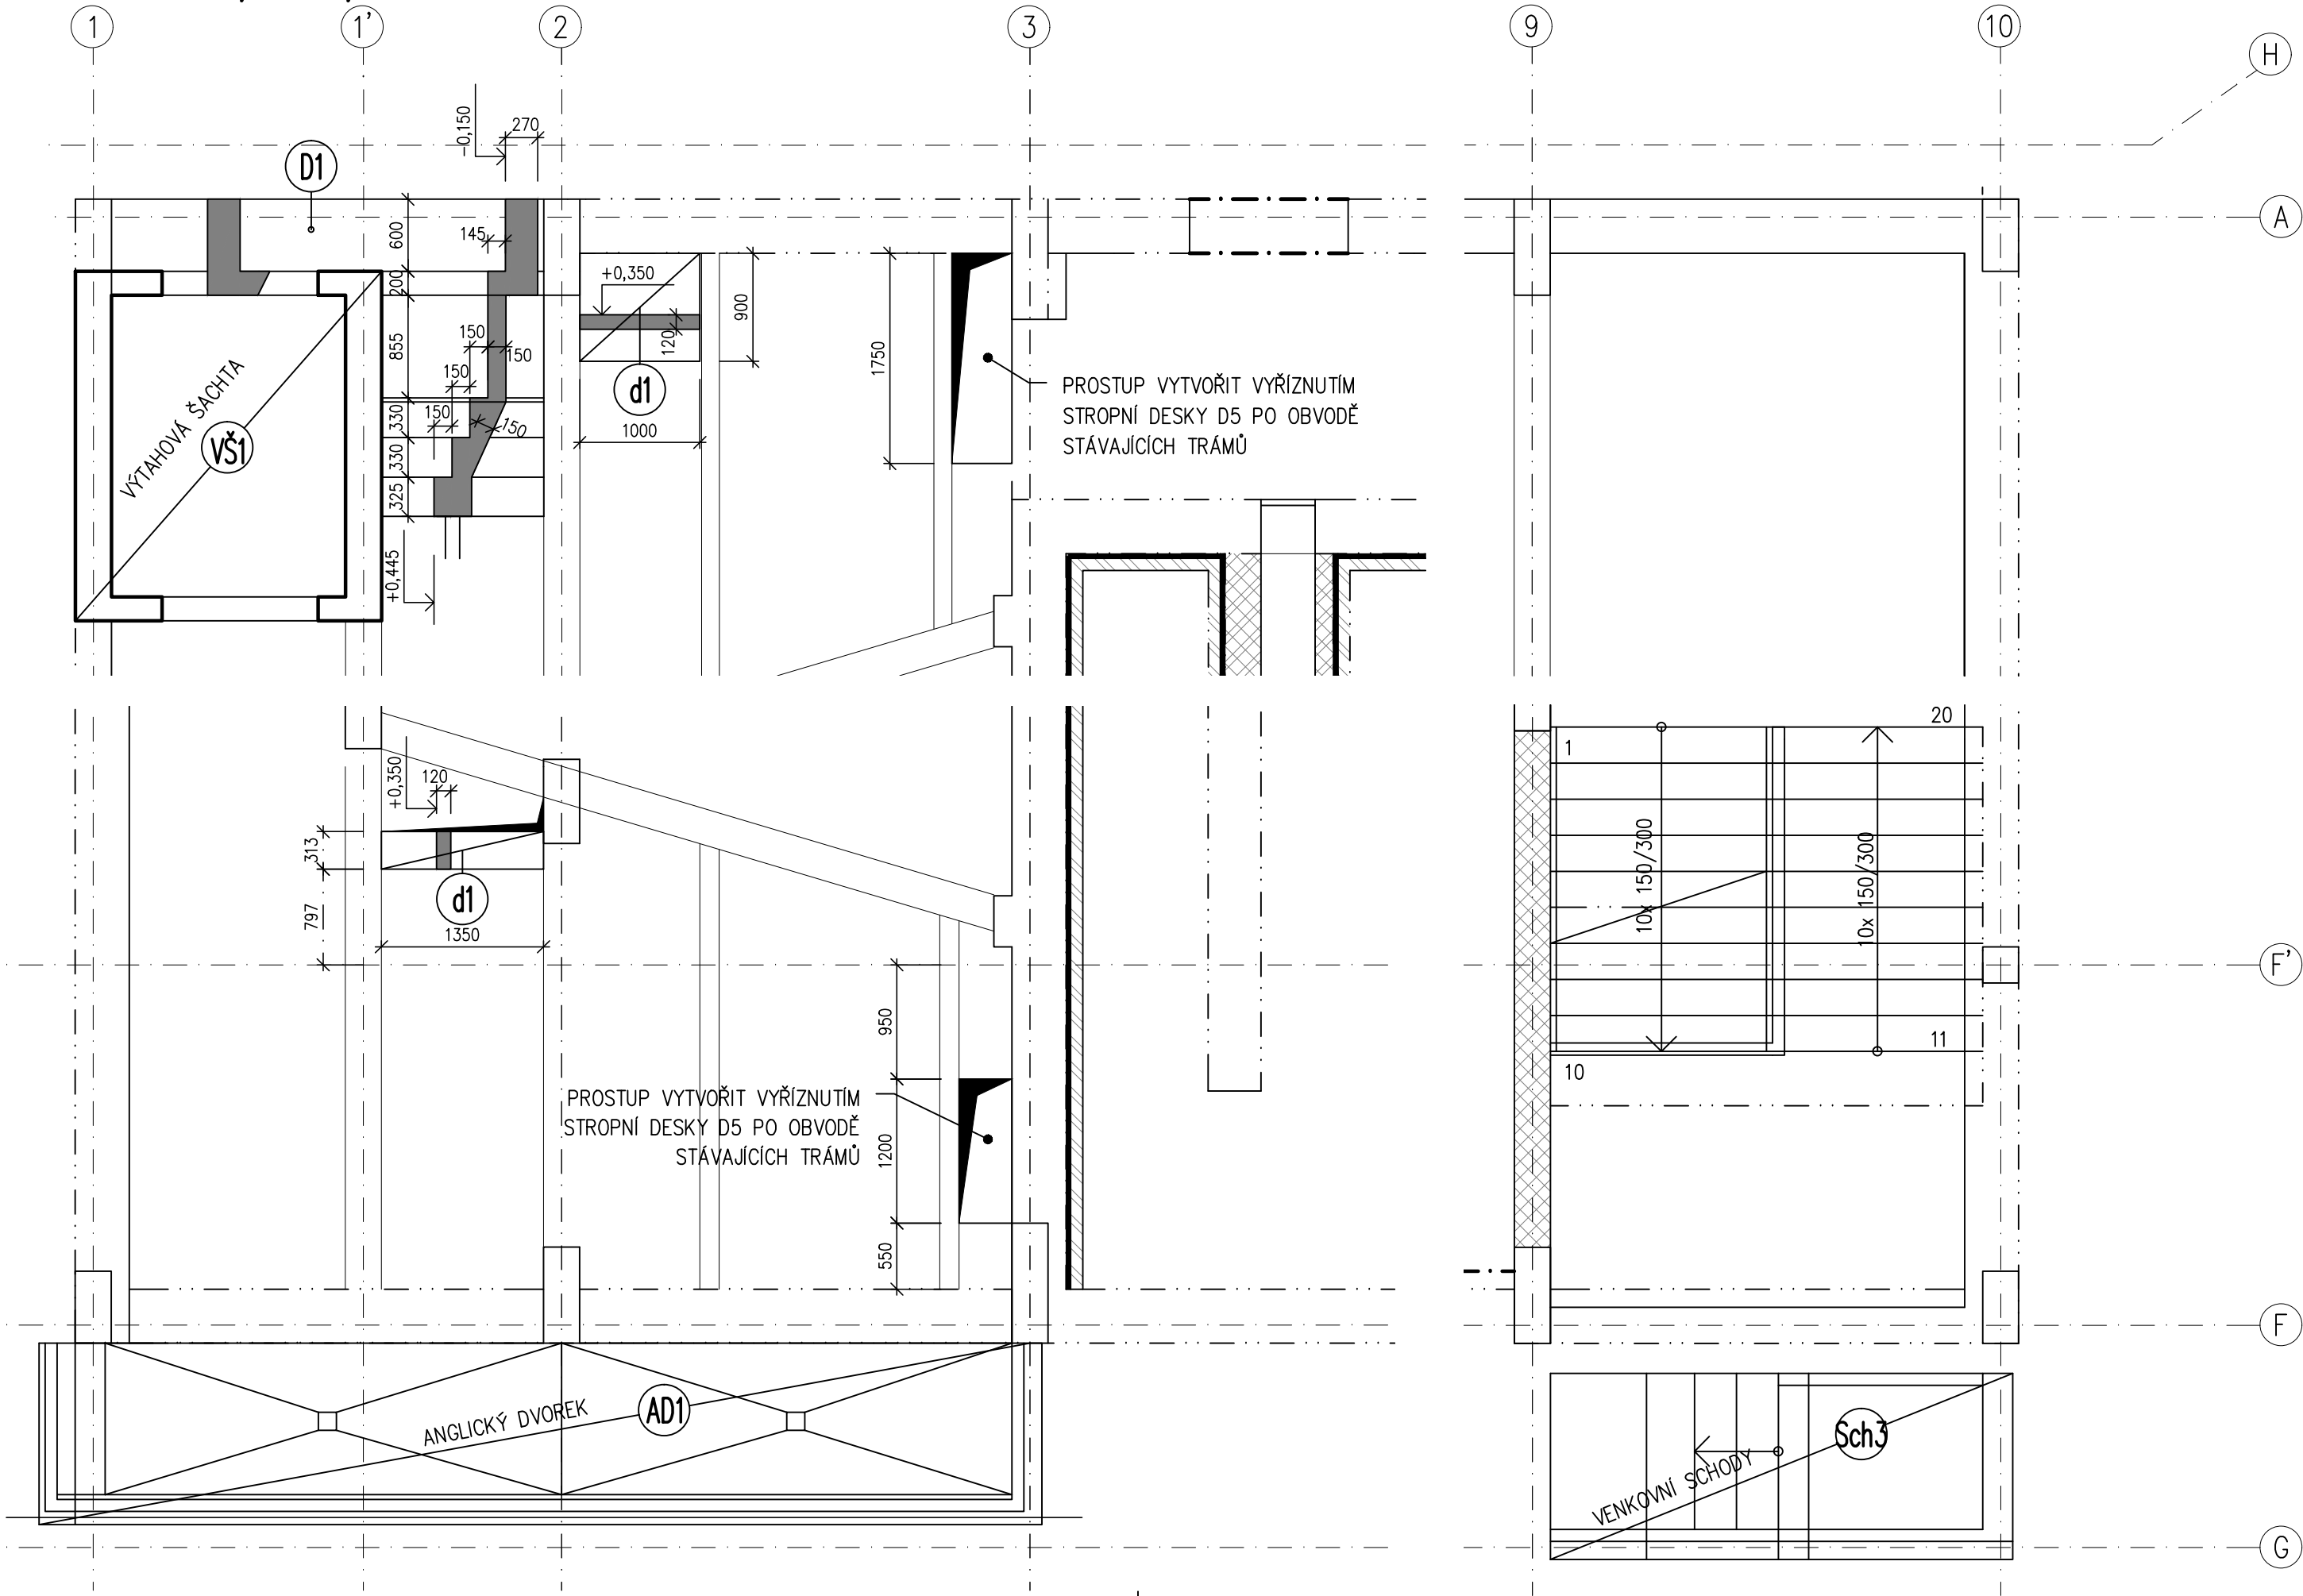 1
1'
2
3
9
10
H
-0,150
270
D1
A
600
145
200
+0,350
900
120
150
855
150
1750
150
d1
PROSTUP VYTVOŘIT VYŘÍZNUTÍM
STROPNÍ DESKY D5 PO OBVODĚ
STÁVAJÍCÍCH TRÁMŮ
VÝTAHOVÁ ŠACHTA
VŠ1
150
150
330
1000
330
325
+0,445
20
1
+0,350
120
313
10x 150/300
10x 150/300
d1
797
1350
F'
950
11
10
PROSTUP VYTVOŘIT VYŘÍZNUTÍM
STROPNÍ DESKY D5 PO OBVODĚ
STÁVAJÍCÍCH TRÁMŮ
1200
550
F
ANGLICKÝ DVOREK
AD1
Sch3
VENKOVNÍ SCHODY
G